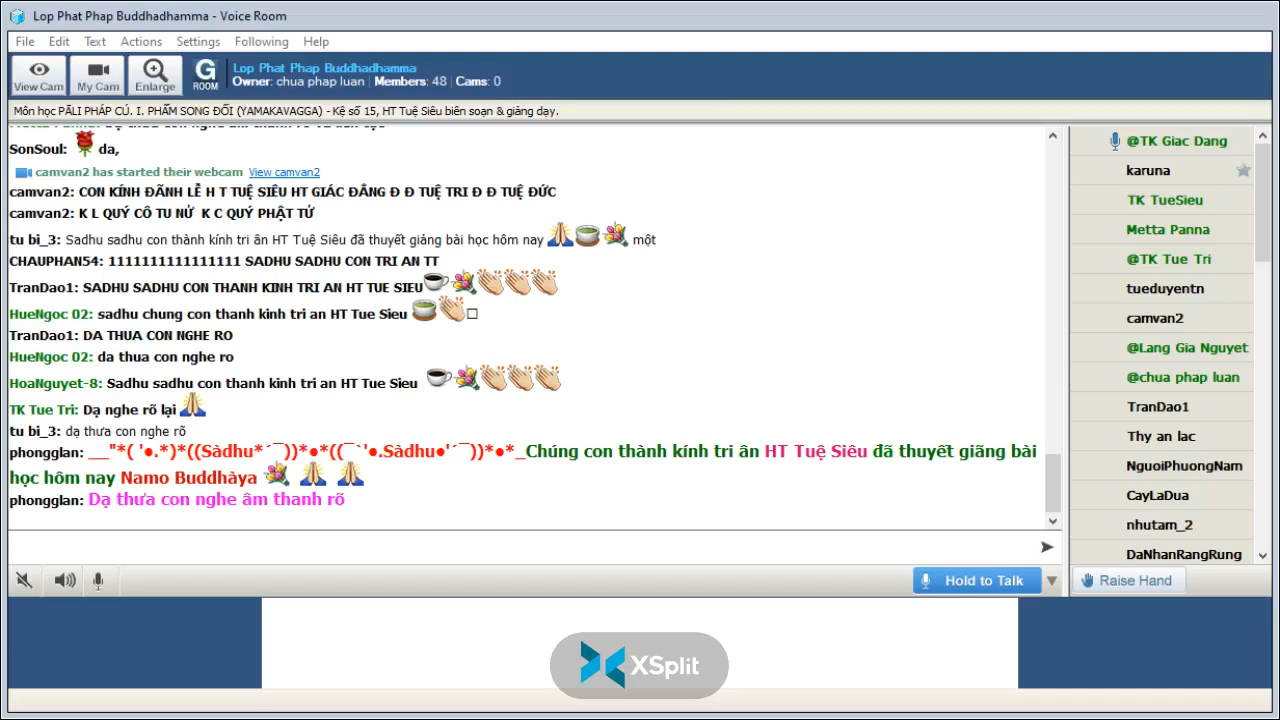 Lop Phat Phap Buddhadhamma - Voice Room
File Edit Text Actions Settings Following Help
View Cam My Cam Enlarge G ROOM
Lop Phat Phap Buddhadhamma
Owner: chua phap luan | Members: 48 | Cams: 0
Môn học PĀLI PHÁP CÚ. I. PHẨM SONG ĐỐI (YAMAKAVAGGA) - Kệ số 15, HT Tuệ Siêu biên soạn & giảng dạy.
SonSoul: da,
camvan2 has started their webcam View camvan2
camvan2: CON KÍNH ĐÃNH LỄ H T TUỆ SIÊU HT GIÁC ĐẲNG Đ Đ TUỆ TRI Đ Đ TUỆ ĐỨC
camvan2: K L QUÝ CÔ TU NỬ K C QUÝ PHẬT TỬ
tu bi_3: Sadhu sadhu con thành kính tri ân HT Tuệ Siêu đã thuyết giảng bài học hôm nay một
CHAUPHAN54: 1111111111111111 SADHU SADHU CON TRI AN TT
TranDao1: SADHU SADHU CON THANH KINH TRI AN HT TUE SIEU
HueNgoc 02: sadhu chung con thanh kinh tri an HT Tue Sieu
TranDao1: DA THUA CON NGHE RO
HueNgoc 02: da thua con nghe ro
HoaNguyet-8: Sadhu sadhu con thanh kinh tri an HT Tue Sieu
TK Tue Tri: Dạ nghe rõ lại
tu bi_3: dạ thưa con nghe rõ
phongglan: __"*( '●.*)*((Sàdhu*´¯))*●*((¯`'●.Sàdhu●'´¯))*●*_Chúng con thành kính tri ân HT Tuệ Siêu đã thuyết giãng bài
học hôm nay Namo Buddhàya
phongglan: Dạ thưa con nghe âm thanh rõ
Hold to Talk
@TK Giac Dang
karuna
TK TueSieu
Metta Panna
@TK Tue Tri
tueduyentn
camvan2
@Lang Gia Nguyet
@chua phap luan
TranDao1
Thy an lac
NguoiPhuongNam
CayLaDua
nhutam_2
DaNhanRangRung
Raise Hand
XSplit